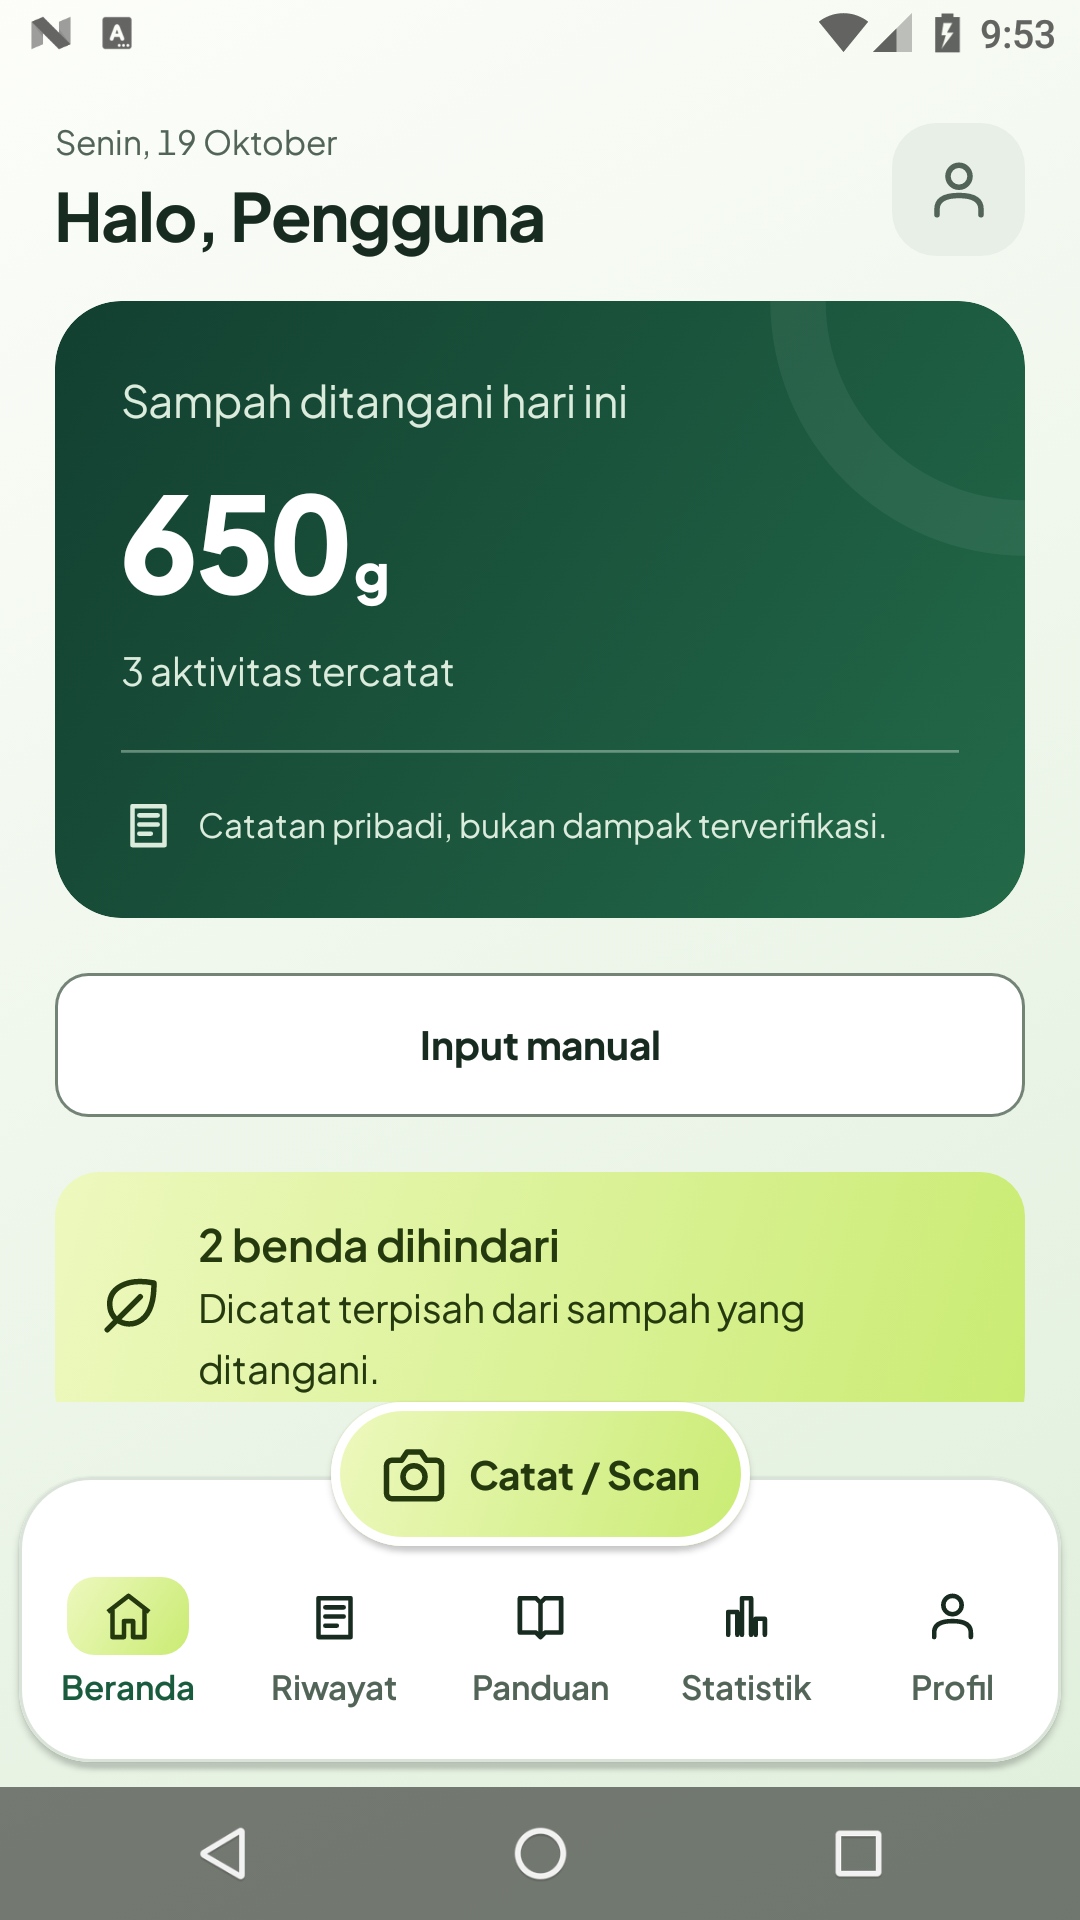 9:53
Senin, 19 Oktober
Halo, Pengguna
Sampah ditangani hari ini
650g
3 aktivitas tercatat
Catatan pribadi, bukan dampak terverifikasi.
Input manual
2 benda dihindari
Dicatat terpisah dari sampah yang
ditangani.
Catat / Scan
Beranda
Riwayat
Panduan
Statistik
Profil